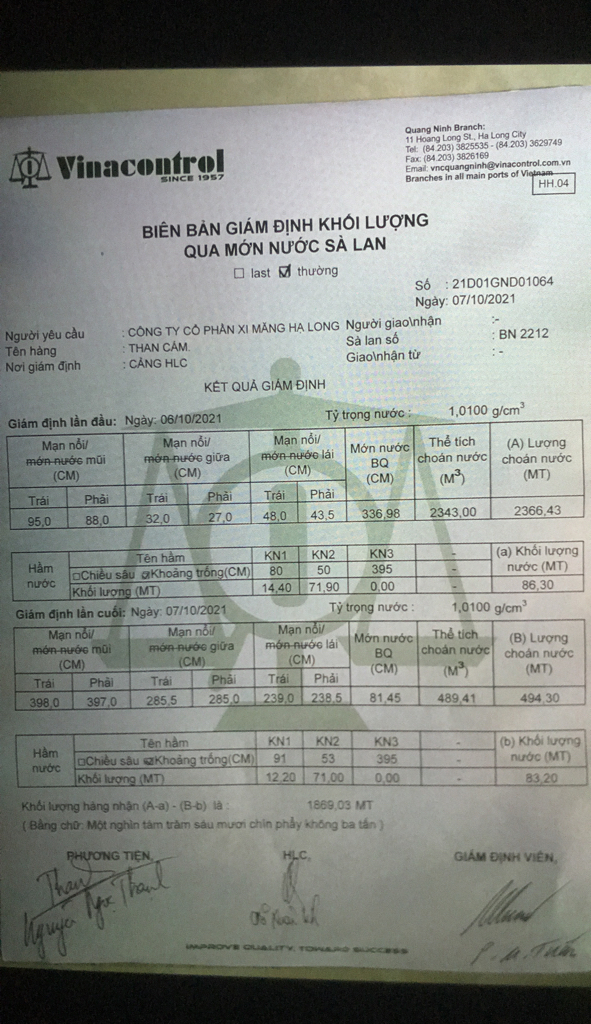 Vinacontrol
SINCE 1957
Quang Ninh Branch:
11 Hoang Long St., Ha Long City
Tel: (84.203) 3825535 - (84.203) 3629749
Fax: (84.203) 3826169
Email: vncquangninh@vinacontrol.com.vn
Branches in all main ports of Vietnam
HH.04
BIÊN BẢN GIÁM ĐỊNH KHỐI LƯỢNG
QUA MỚN NƯỚC SÀ LAN
☐ last ☑ thường
Số : 21D01GND01064
Ngày: 07/10/2021
Người yêu cầu : CÔNG TY CỔ PHẦN XI MĂNG HẠ LONG Người giao\nhận :-
Tên hàng : THAN CÁM. Sà lan số : BN 2212
Nơi giám định : CẢNG HLC Giao\nhận từ : -
KẾT QUẢ GIÁM ĐỊNH
Giám định lần đầu: Ngày: 06/10/2021 Tỷ trọng nước : 1,0100 g/cm³
Mạn nổi/ mớn nước mũi (CM) Mạn nổi/ mớn nước giữa (CM) Mạn nổi/ mớn nước lái (CM) Mớn nước BQ (CM) Thể tích choán nước (M³) (A) Lượng choán nước (MT)
Trái Phải Trái Phải Trái Phải
95,0 88,0 32,0 27,0 48,0 43,5 336,98 2343,00 2366,43
Hầm nước Tên hầm KN1 KN2 KN3 - (a) Khối lượng nước (MT)
☐Chiều sâu ☑Khoảng trống(CM) 80 50 395 -
Khối lượng (MT) 14,40 71,90 0,00 - 86,30
Giám định lần cuối: Ngày: 07/10/2021 Tỷ trọng nước : 1,0100 g/cm³
Mạn nổi/ mớn nước mũi (CM) Mạn nổi/ mớn nước giữa (CM) Mạn nổi/ mớn nước lái (CM) Mớn nước BQ (CM) Thể tích choán nước (M³) (B) Lượng choán nước (MT)
Trái Phải Trái Phải Trái Phải
398,0 397,0 285,5 285,0 239,0 238,5 81,45 489,41 494,30
Hầm nước Tên hầm KN1 KN2 KN3 - (b) Khối lượng nước (MT)
☐Chiều sâu ☑Khoảng trống(CM) 91 53 395 -
Khối lượng (MT) 12,20 71,00 0,00 - 83,20
Khối lượng hàng nhận (A-a) - (B-b) là : 1869,03 MT
( Bằng chữ: Một nghìn tám trăm sáu mươi chín phẩy không ba tấn )
PHƯƠNG TIỆN, HLC, GIÁM ĐỊNH VIÊN,
Thanh
Nguyễn Ngọc Thanh
IMPROVE QUALITY, TOWARD SUCCESS